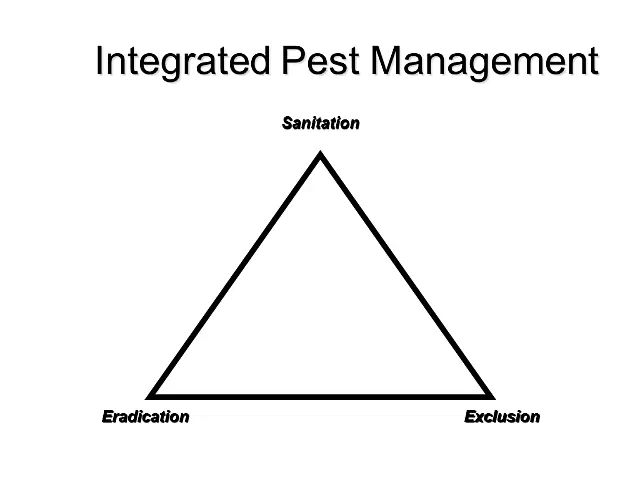 Integrated Pest Management
Sanitation
Eradication
Exclusion